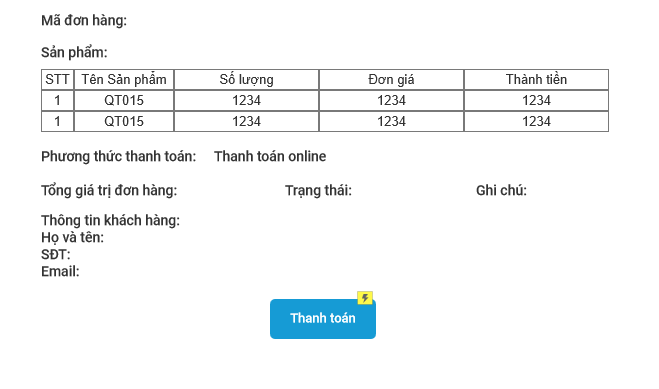 Mã đơn hàng:
Sản phẩm:
STT Tên Sản phẩm Số lượng Đơn giá Thành tiền
1 QT015 1234 1234 1234
1 QT015 1234 1234 1234
Phương thức thanh toán: Thanh toán online
Tổng giá trị đơn hàng: Trạng thái: Ghi chú:
Thông tin khách hàng:
Họ và tên:
SĐT:
Email:
Thanh toán